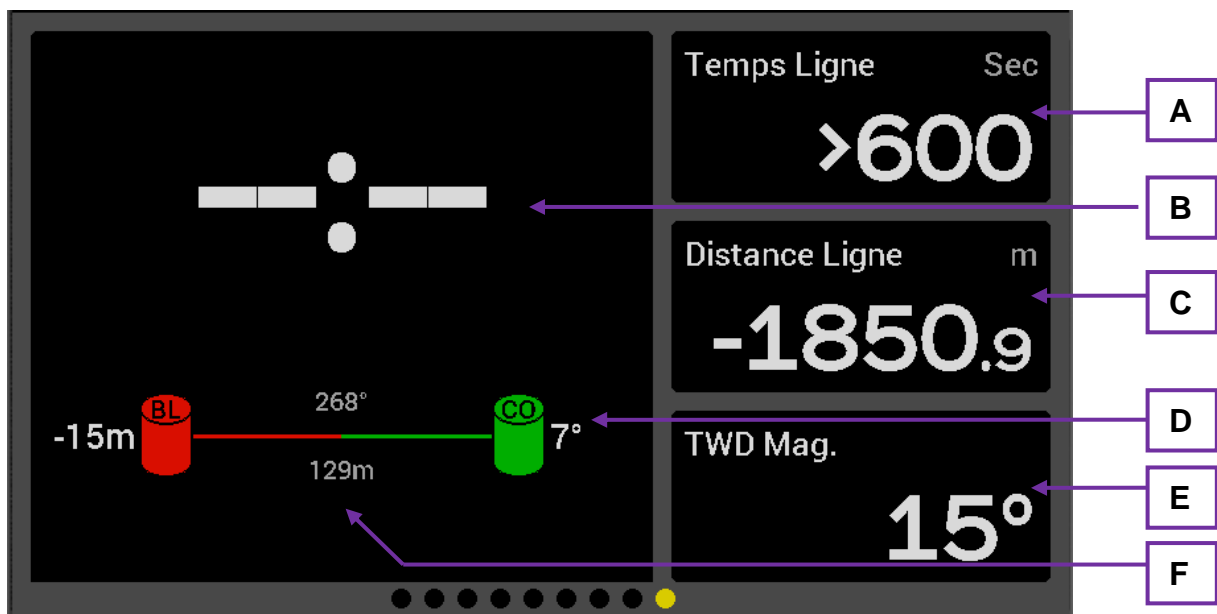 Temps Ligne Sec
>600
Distance Ligne m
-1850.9
TWD Mag.
15°
-15m BL 268° CO 7°
129m
A
B
C
D
E
F